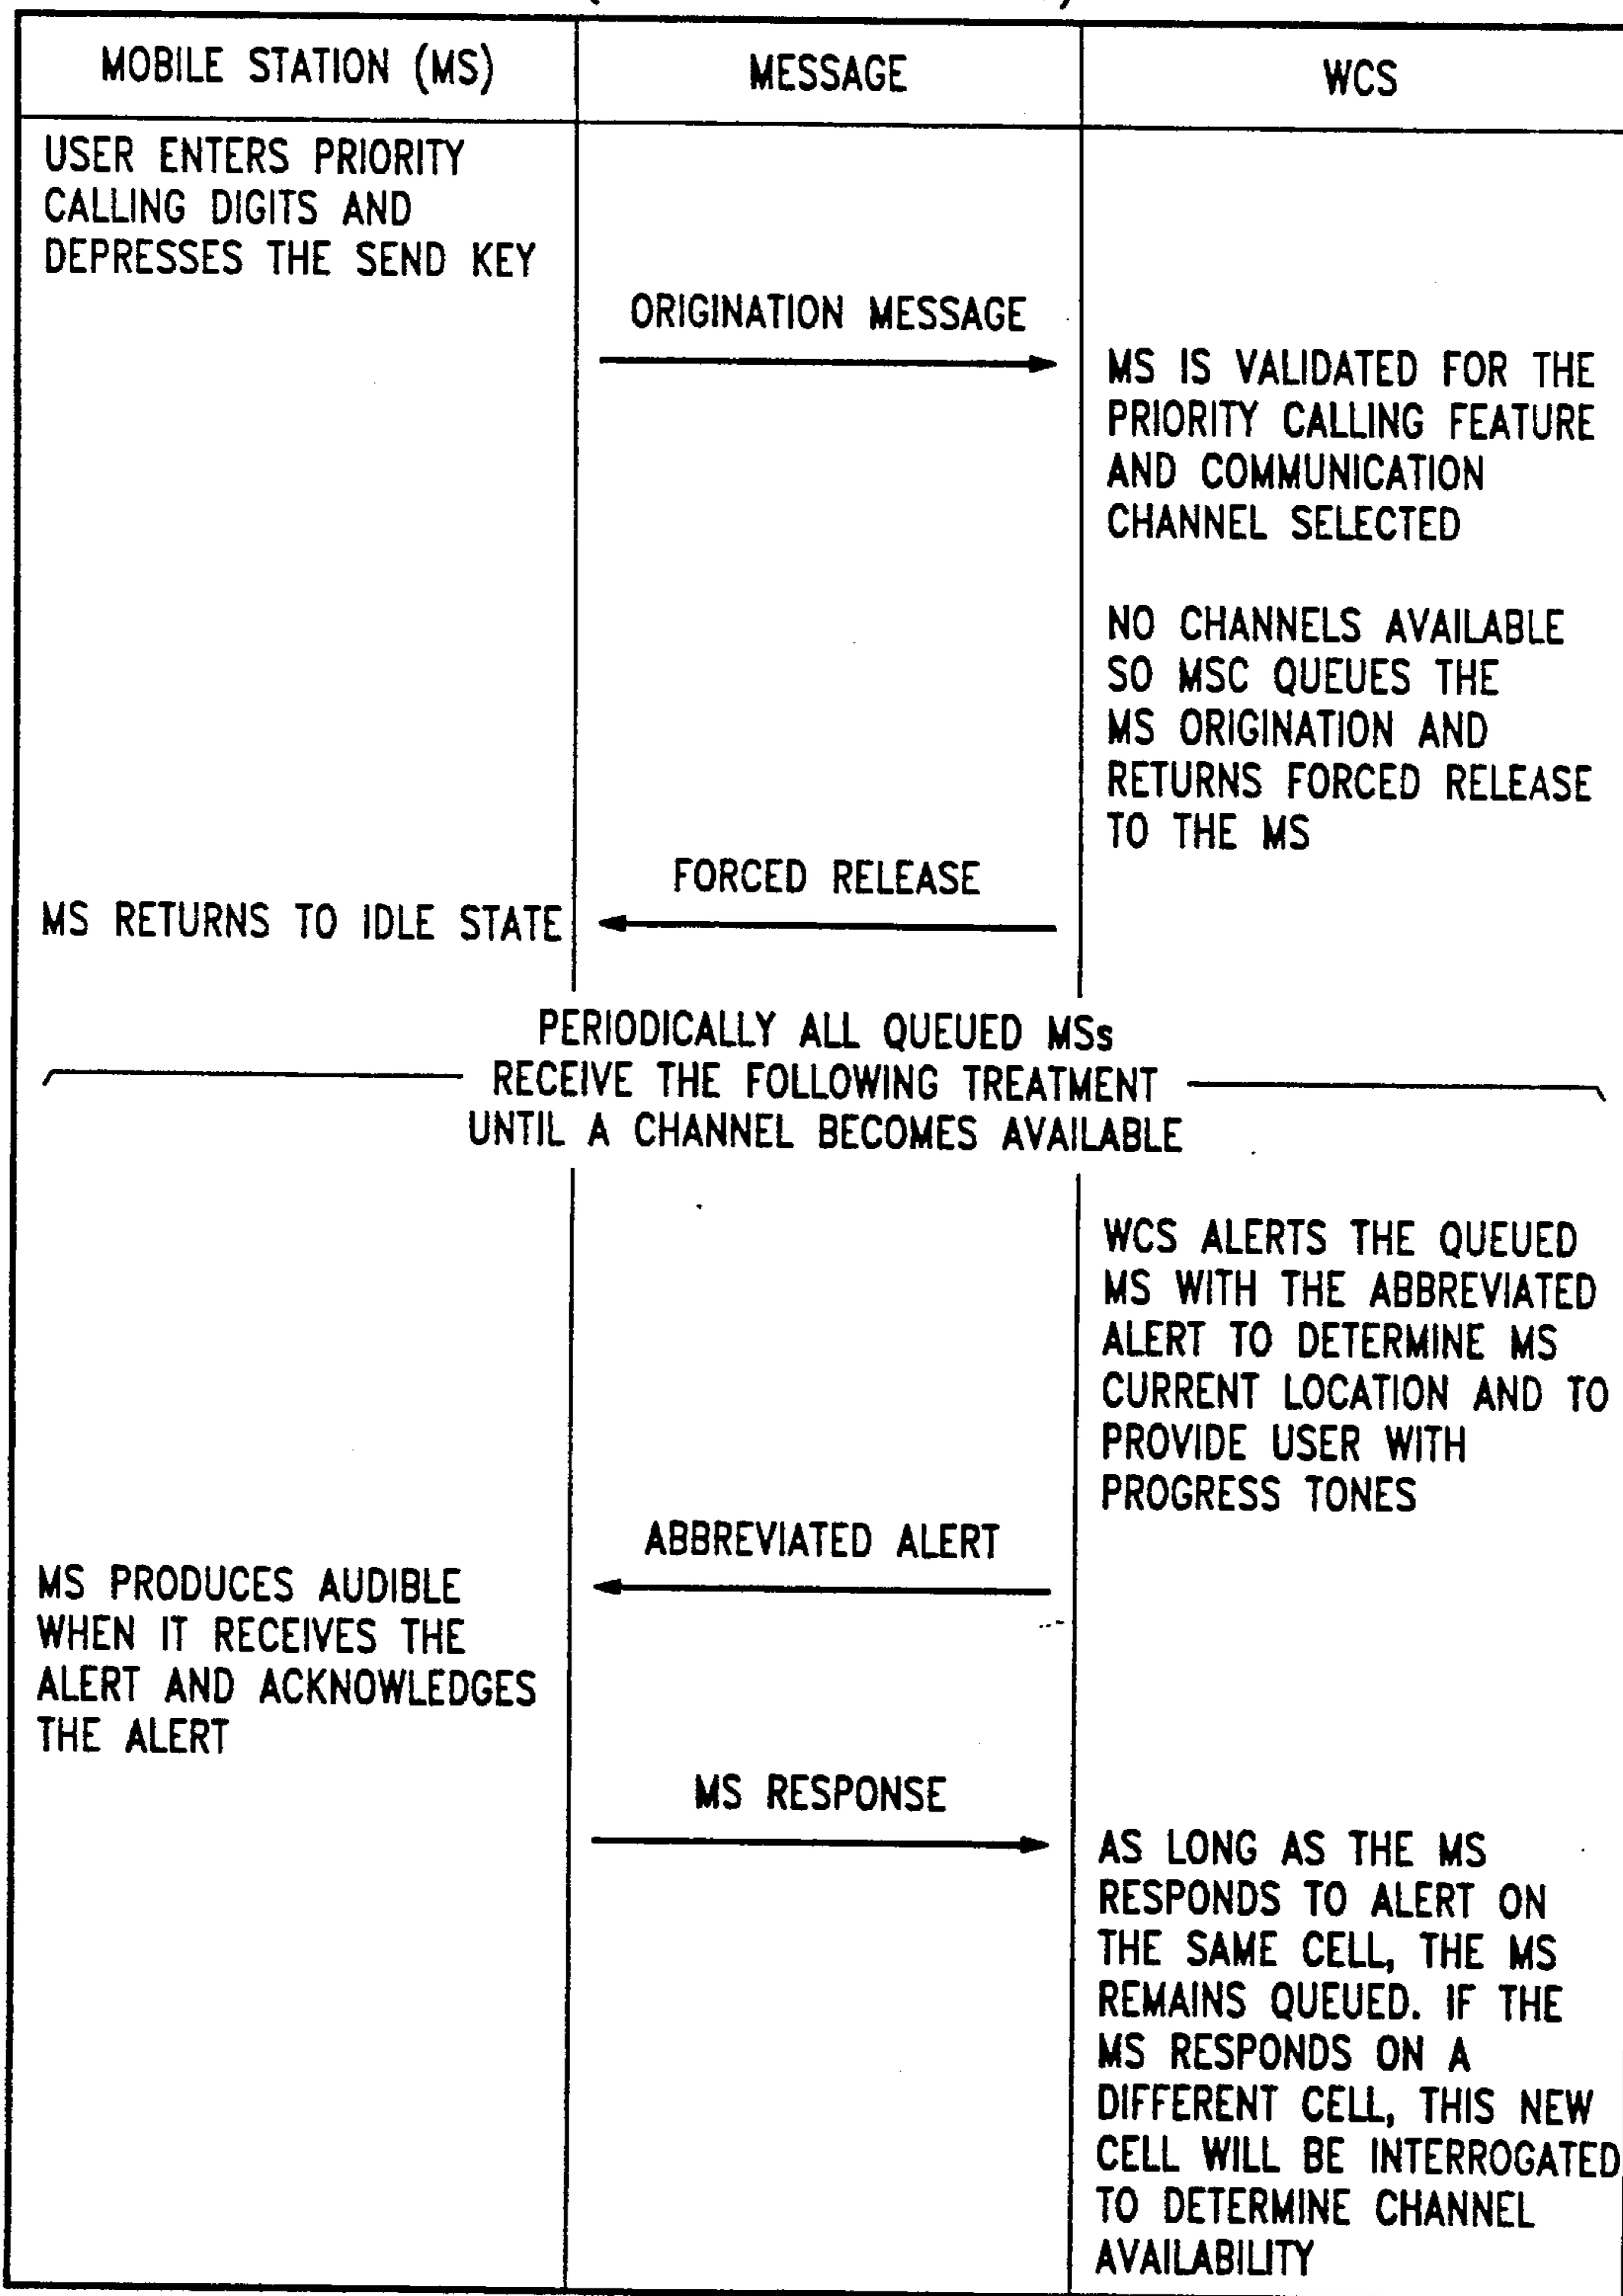 MOBILE STATION (MS)
MESSAGE
WCS
USER ENTERS PRIORITY
CALLING DIGITS AND
DEPRESSES THE SEND KEY
ORIGINATION MESSAGE
MS IS VALIDATED FOR THE
PRIORITY CALLING FEATURE
AND COMMUNICATION
CHANNEL SELECTED
NO CHANNELS AVAILABLE
SO MSC QUEUES THE
MS ORIGINATION AND
RETURNS FORCED RELEASE
TO THE MS
FORCED RELEASE
MS RETURNS TO IDLE STATE
PERIODICALLY ALL QUEUED MSs
RECEIVE THE FOLLOWING TREATMENT
UNTIL A CHANNEL BECOMES AVAILABLE
WCS ALERTS THE QUEUED
MS WITH THE ABBREVIATED
ALERT TO DETERMINE MS
CURRENT LOCATION AND TO
PROVIDE USER WITH
PROGRESS TONES
ABBREVIATED ALERT
MS PRODUCES AUDIBLE
WHEN IT RECEIVES THE
ALERT AND ACKNOWLEDGES
THE ALERT
MS RESPONSE
AS LONG AS THE MS
RESPONDS TO ALERT ON
THE SAME CELL, THE MS
REMAINS QUEUED. IF THE
MS RESPONDS ON A
DIFFERENT CELL, THIS NEW
CELL WILL BE INTERROGATED
TO DETERMINE CHANNEL
AVAILABILITY